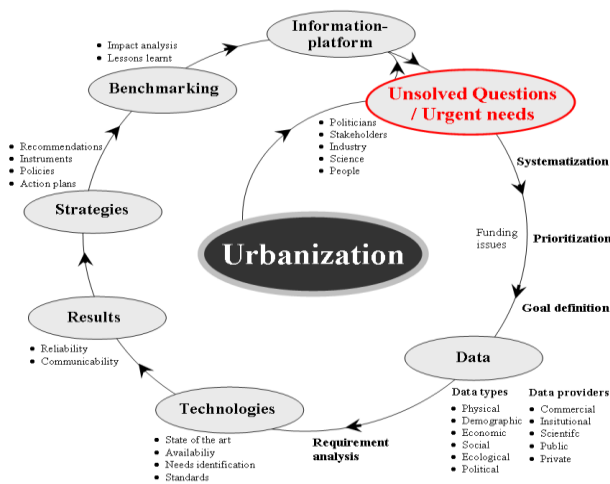 Information-
platform
• Impact analysis
• Lessons learnt
Benchmarking
Unsolved Questions
/ Urgent needs
• Politicians
• Stakeholders
• Industry
• Science
• People
• Recommendations
• Instruments
• Policies
• Action plans
Systematization
Strategies
Funding
issues
Prioritization
Urbanization
Goal definition
Results
• Reliability
• Communicability
Data
Data types
• Physical
• Demographic
• Economic
• Social
• Ecological
• Political
Data providers
• Commercial
• Insitutional
• Scientifc
• Public
• Private
Technologies
• State of the art
• Availability
• Needs identification
• Standards
Requirement
analysis